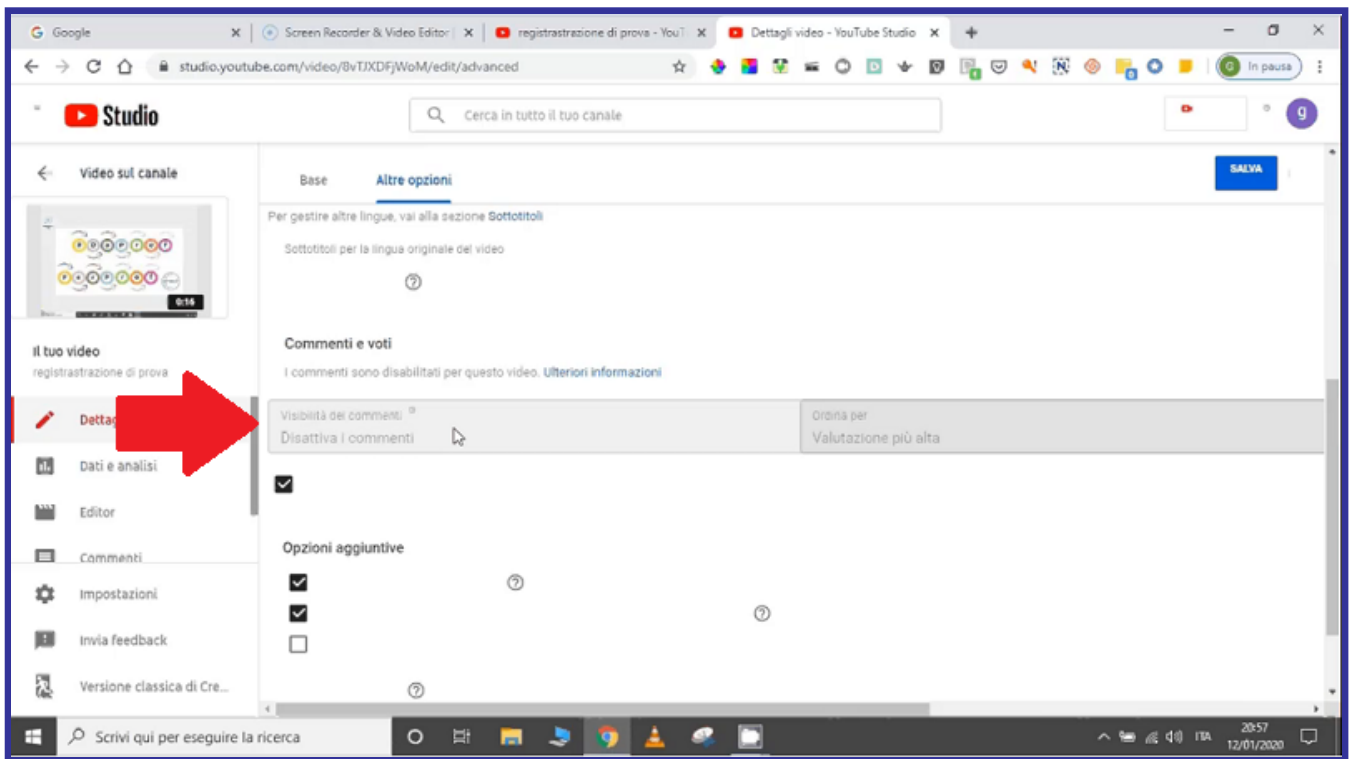 Google
Screen Recorder & Video Editor
registrastrazione di prova - YouT
Dettagli video - YouTube Studio
studio.youtube.com/video/8vTJXDFjWoM/edit/advanced
In pausa
Studio
Cerca in tutto il tuo canale
g
Video sul canale
Base
Altre opzioni
SALVA
Per gestire altre lingue, vai alla sezione Sottotitoli
Sottotitoli per la lingua originale del video
0:16
Commenti e voti
Il tuo video
registrastrazione di prova
I commenti sono disabilitati per questo video. Ulteriori informazioni
Visibilità dei commenti
Ordina per
Dettag
Disattiva i commenti
Valutazione più alta
Dati e analisi
Editor
Opzioni aggiuntive
Commenti
Impostazioni
Invia feedback
Versione classica di Cre...
Scrivi qui per eseguire la ricerca
ITA
20:57
12/01/2020